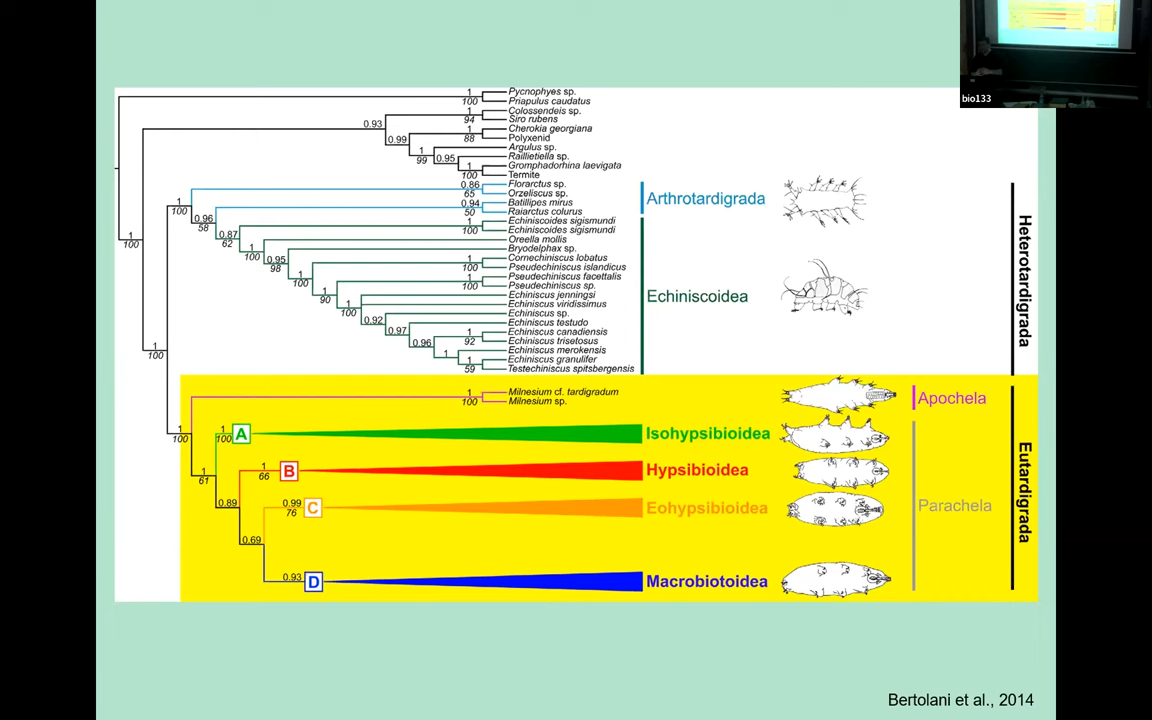 bio133
1
100
Pycnophyes sp.
Priapulus caudatus
1
94
Colossendeis sp.
Siro rubens
0.93
0.99
1
88
Cherokia georgiana
Polyxenid
1
99
Argulus sp.
0.95
Raillietiella sp.
1
100
Gromphadorhina laevigata
Termite
1
100
0.86
65
Florarctus sp.
Orzeliscus sp.
1
100
0.96
58
0.94
50
Batillipes mirus
Raiarctus colurus
Arthrotardigrada
0.87
62
1
100
Echiniscoides sigismundi
Echiniscoides sigismundi
1
100
Oreella mollis
0.95
98
Bryodelphax sp.
1
100
1
100
Cornechiniscus lobatus
Pseudechiniscus islandicus
1
90
1
100
Pseudechiniscus facettalis
Pseudechiniscus sp.
1
100
Echiniscus jenningsi
Echiniscus viridissimus
0.92
Echiniscus sp.
0.97
Echiniscus testudo
0.96
1
92
Echiniscus canadiensis
Echiniscus trisetosus
1
Echiniscus merokensis
1
59
Echiniscus granulifer
Testechiniscus spitsbergensis
Echiniscoidea
Heterotardigrada
1
100
1
100
1
100
Milnesium cf. tardigradum
Milnesium sp.
Apochela
1
61
1
100
A
Isohypsibioidea
0.89
1
66
B
Hypsibioidea
0.69
0.99
76
C
Eohypsibioidea
0.93
D
Macrobiotoidea
Parachela
Eutardigrada
Bertolani et al., 2014